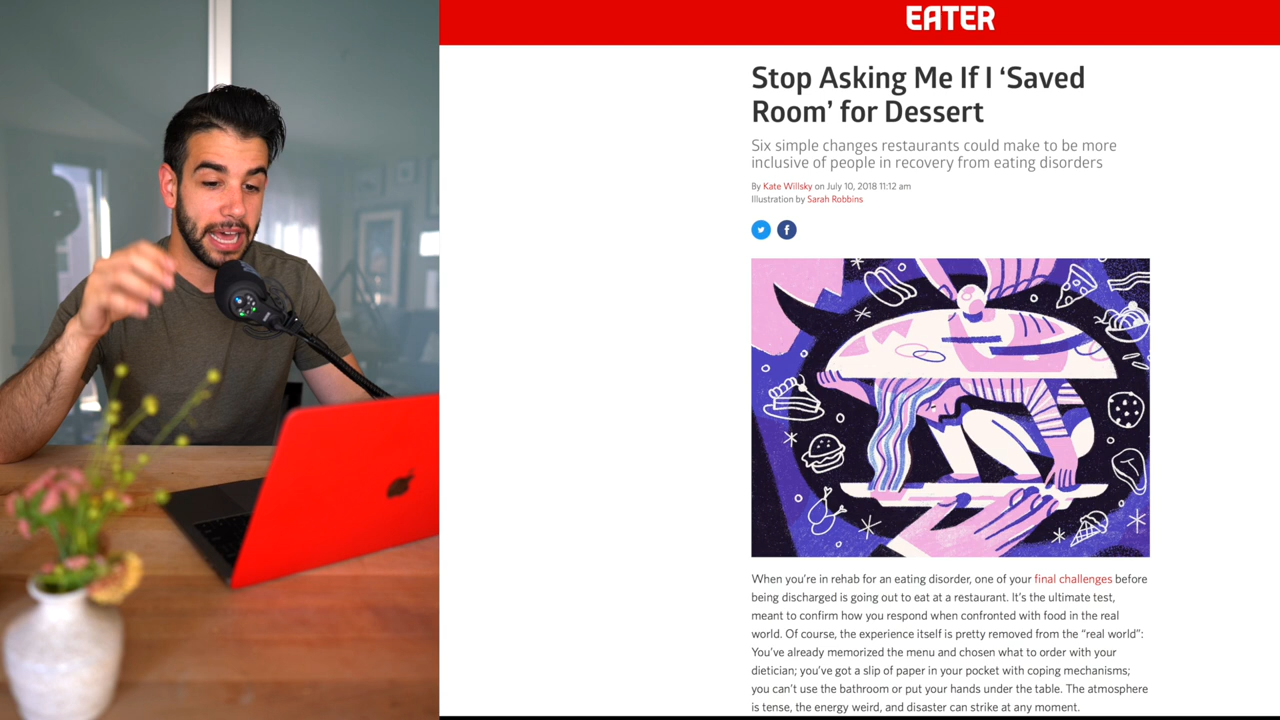 EATER
Stop Asking Me If I ‘Saved
Room’ for Dessert
Six simple changes restaurants could make to be more
inclusive of people in recovery from eating disorders
By Kate Willsky on July 10, 2018 11:12 am
Illustration by Sarah Robbins
When you’re in rehab for an eating disorder, one of your final challenges before
being discharged is going out to eat at a restaurant. It’s the ultimate test,
meant to confirm how you respond when confronted with food in the real
world. Of course, the experience itself is pretty removed from the “real world”:
You’ve already memorized the menu and chosen what to order with your
dietician; you’ve got a slip of paper in your pocket with coping mechanisms;
you can’t use the bathroom or put your hands under the table. The atmosphere
is tense, the energy weird, and disaster can strike at any moment.